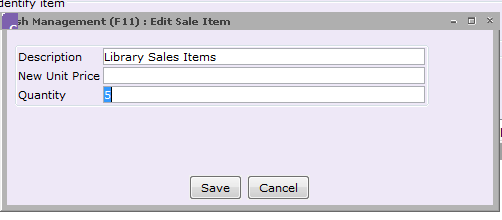 dentify item
sh Management (F11) : Edit Sale Item
Description Library Sales Items
New Unit Price
Quantity 5
Save Cancel